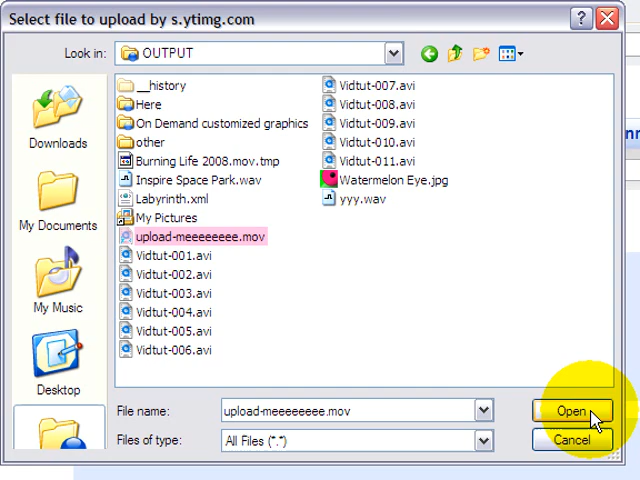 Select file to upload by s.ytimg.com
Look in:
OUTPUT
Downloads
My Documents
My Music
Desktop
__history
Here
On Demand customized graphics
other
Burning Life 2008.mov.tmp
Inspire Space Park.wav
Labyrinth.xml
My Pictures
upload-meeeeeeee.mov
Vidtut-001.avi
Vidtut-002.avi
Vidtut-003.avi
Vidtut-004.avi
Vidtut-005.avi
Vidtut-006.avi
Vidtut-007.avi
Vidtut-008.avi
Vidtut-009.avi
Vidtut-010.avi
Vidtut-011.avi
Watermelon Eye.jpg
yyy.wav
File name:
upload-meeeeeeee.mov
Open
Files of type:
All Files (*.*)
Cancel